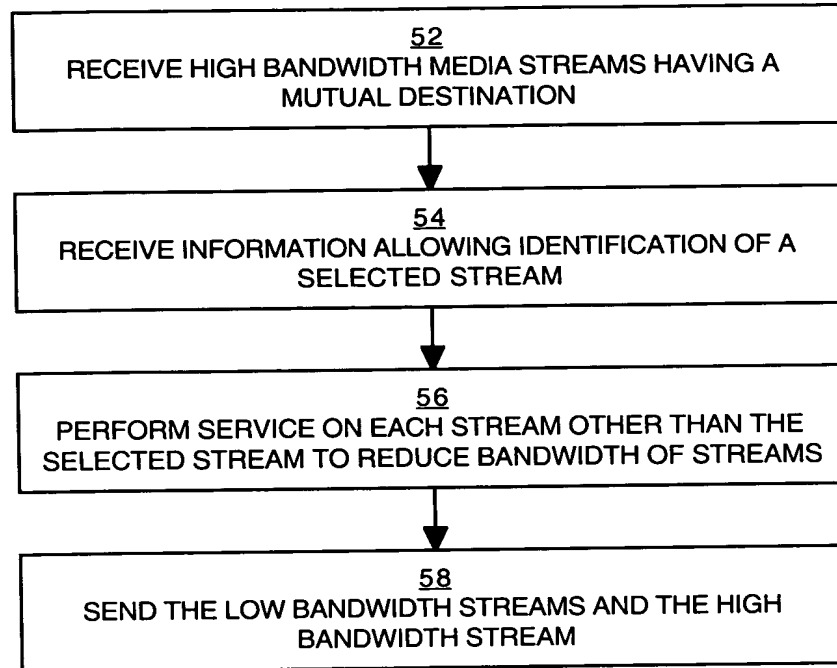 52
RECEIVE HIGH BANDWIDTH MEDIA STREAMS HAVING A
MUTUAL DESTINATION
54
RECEIVE INFORMATION ALLOWING IDENTIFICATION OF A
SELECTED STREAM
56
PERFORM SERVICE ON EACH STREAM OTHER THAN THE
SELECTED STREAM TO REDUCE BANDWIDTH OF STREAMS
58
SEND THE LOW BANDWIDTH STREAMS AND THE HIGH
BANDWIDTH STREAM